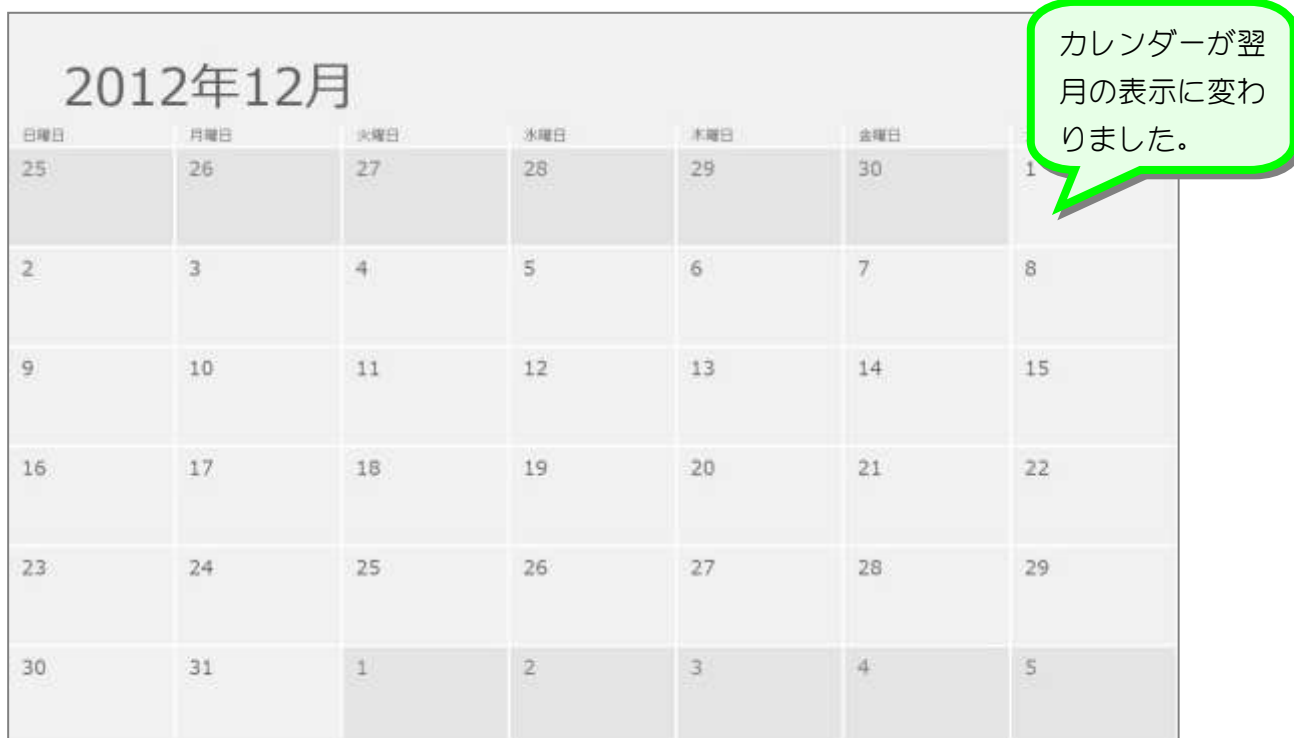 カレンダーが翌
月の表示に変わ
りました。
2012年12月
日曜日 月曜日 火曜日 水曜日 木曜日 金曜日
25 26 27 28 29 30 1
2 3 4 5 6 7 8
9 10 11 12 13 14 15
16 17 18 19 20 21 22
23 24 25 26 27 28 29
30 31 1 2 3 4 5